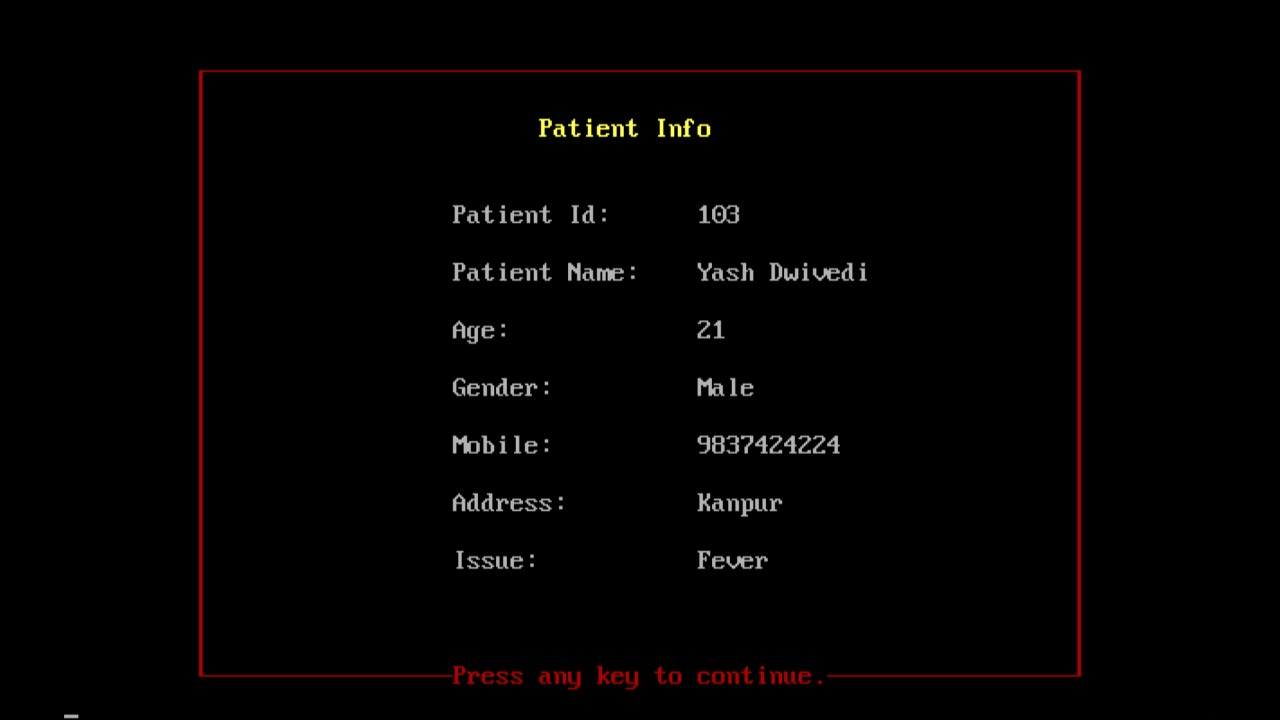 Patient Info
Patient Id: 103
Patient Name: Yash Dwivedi
Age: 21
Gender: Male
Mobile: 9837424224
Address: Kanpur
Issue: Fever
Press any key to continue.